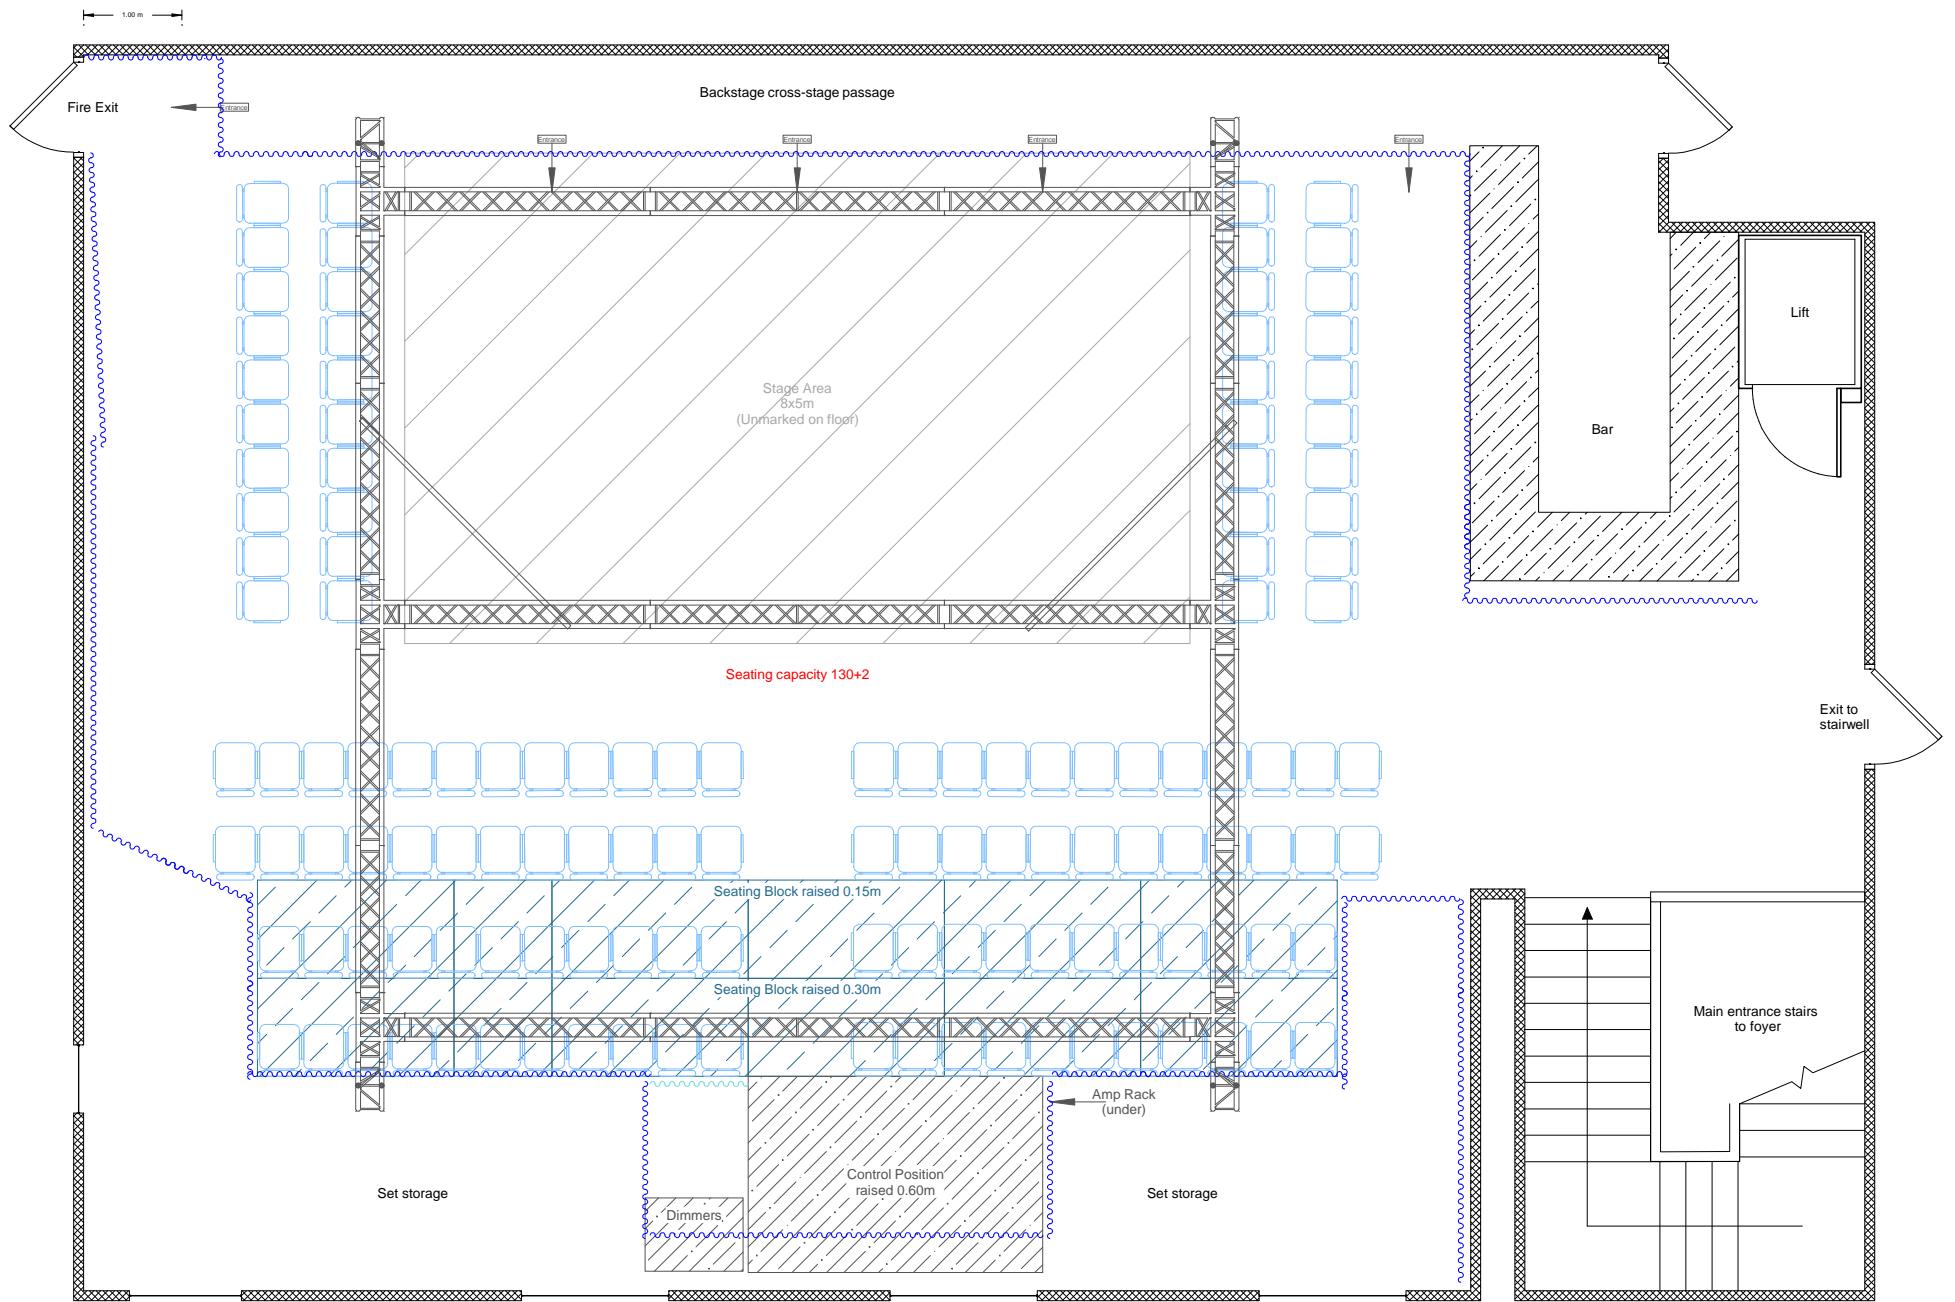 1.00 m
Backstage cross-stage passage
Fire Exit
Entrance
Entrance
Entrance
Entrance
Entrance
Lift
Stage Area
8x5m
(Unmarked on floor)
Bar
Seating capacity 130+2
Exit to
stairwell
Seating Block raised 0.15m
Seating Block raised 0.30m
Main entrance stairs
to foyer
Amp Rack
(under)
Control Position
raised 0.60m
Set storage
Set storage
Dimmers